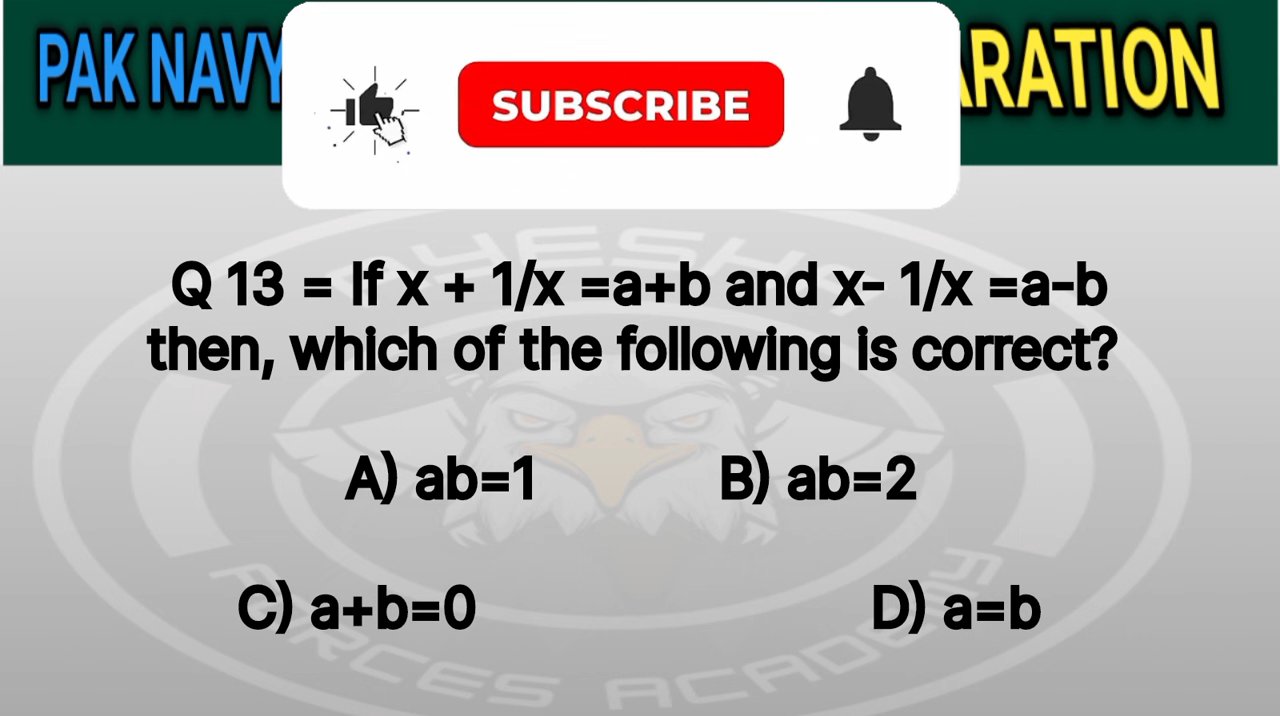 PAK NAVY
SUBSCRIBE
ARATION
Q 13 = If x + 1/x =a+b and x- 1/x =a-b
then, which of the following is correct?
A) ab=1 B) ab=2
C) a+b=0 D) a=b